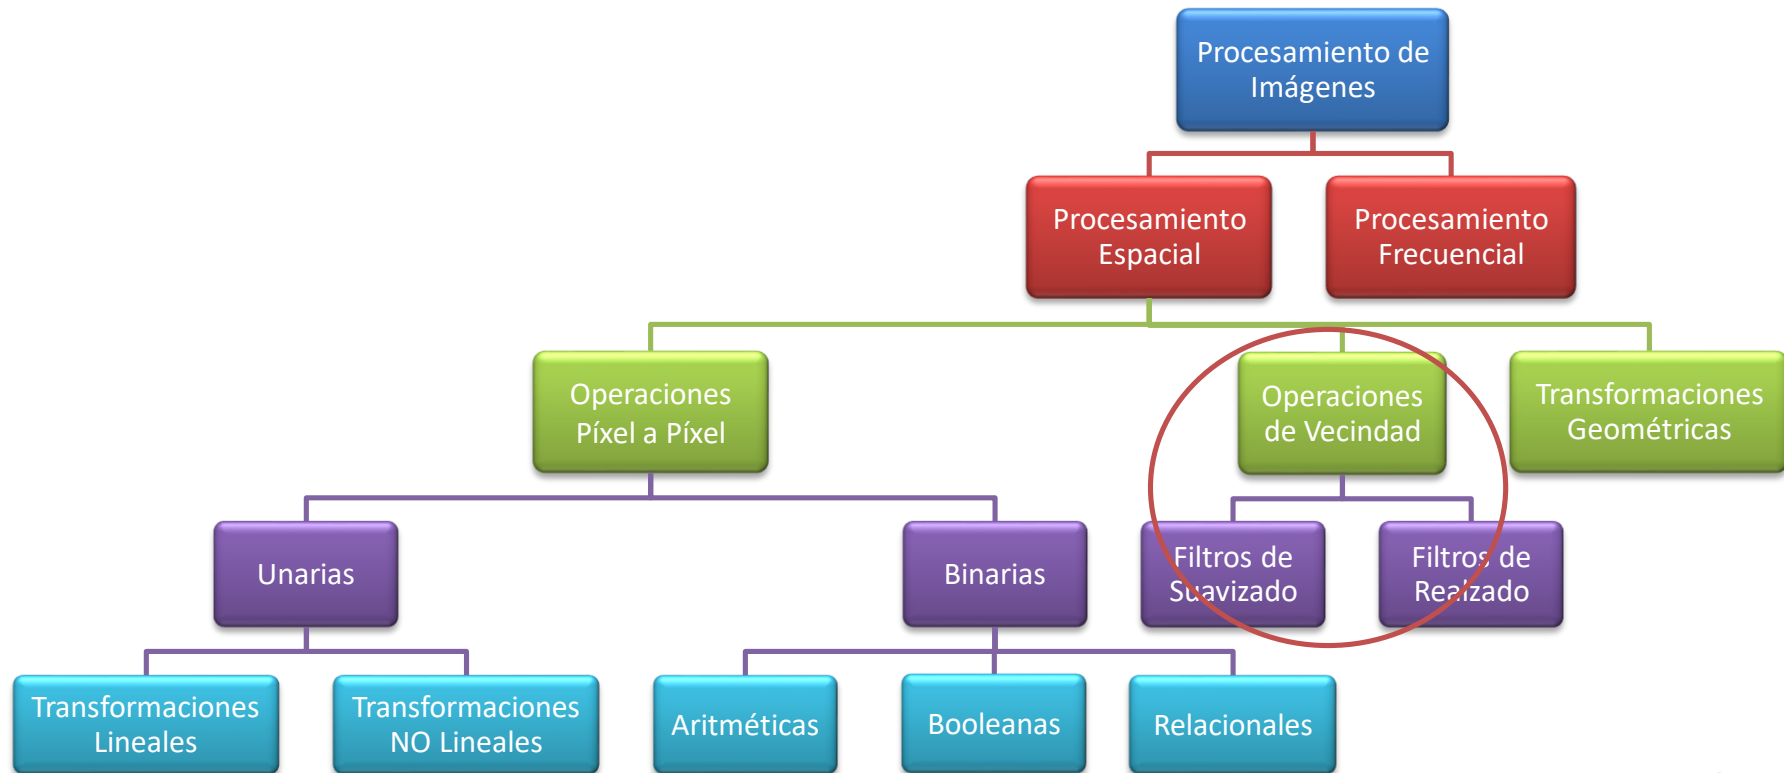 Procesamiento de
Imágenes
Procesamiento
Espacial
Procesamiento
Frecuencial
Operaciones
Píxel a Píxel
Operaciones
de Vecindad
Transformaciones
Geométricas
Unarias
Binarias
Filtros de
Suavizado
Filtros de
Realzado
Transformaciones
Lineales
Transformaciones
NO Lineales
Aritméticas
Booleanas
Relacionales